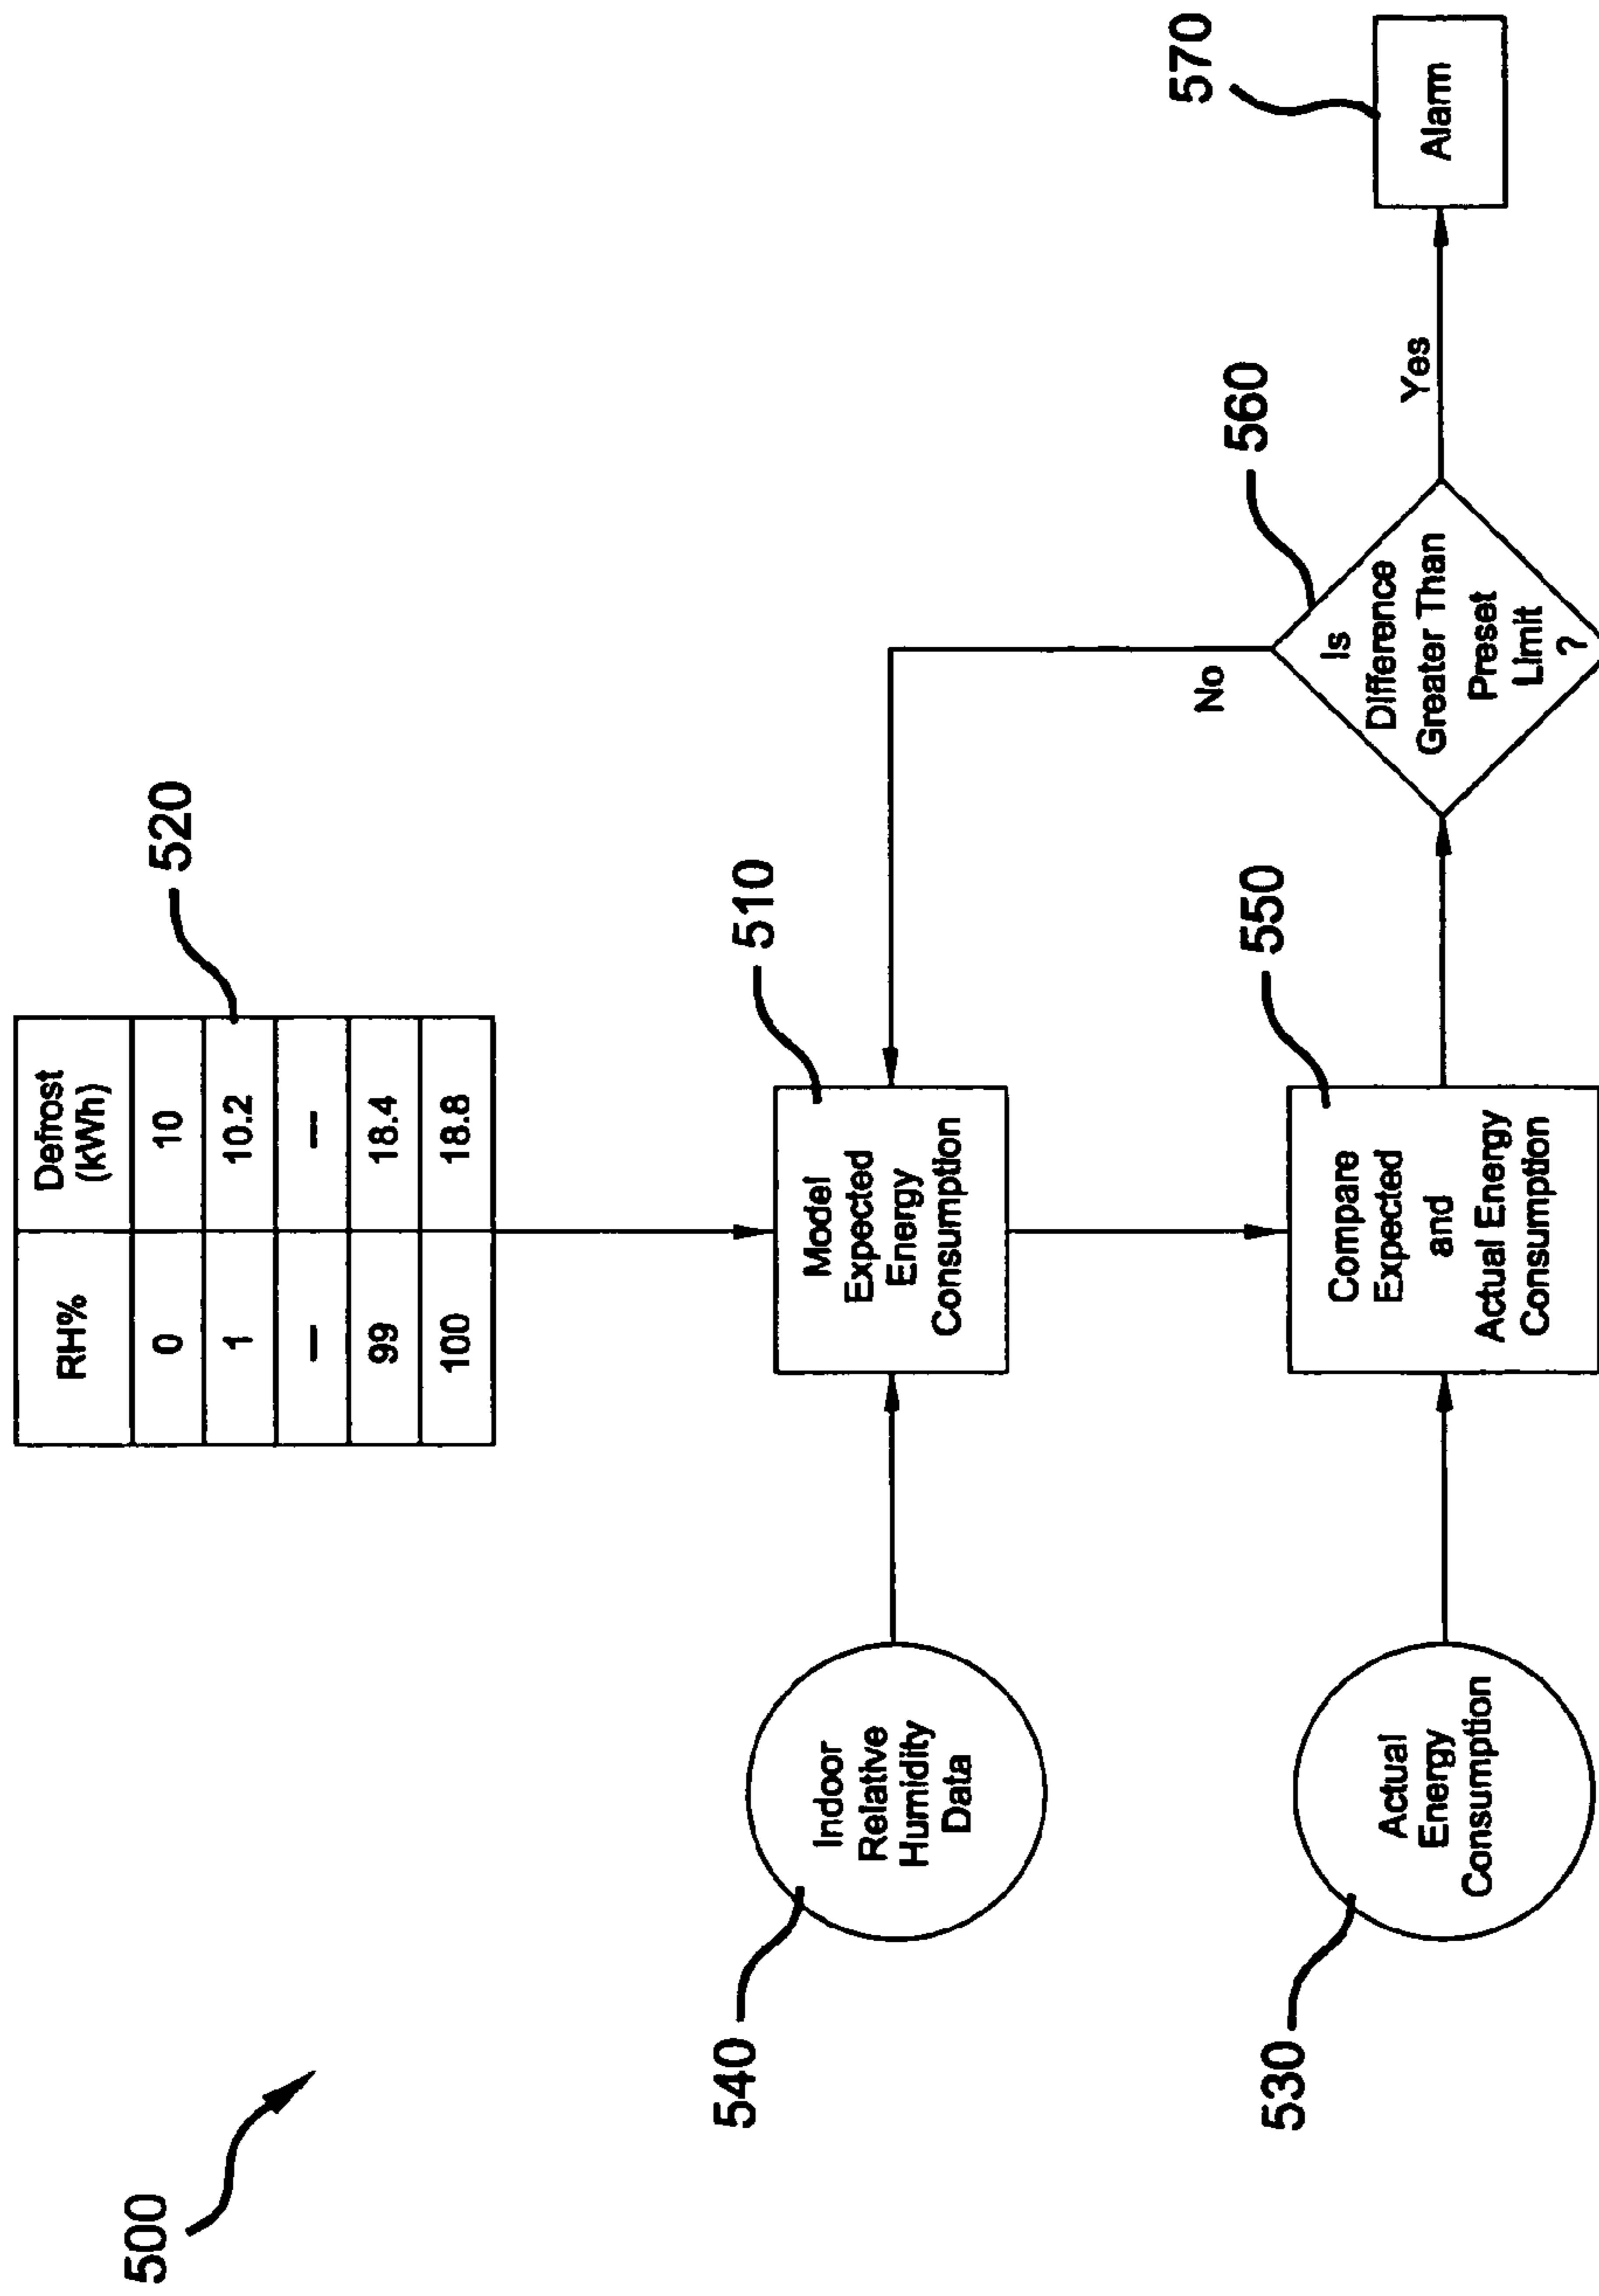 500
520
RH% Defrost
(kWh)
0 10
1 10.2
— —
99 18.4
100 18.8
540
Indoor
Relative
Humidity
Data
510
Model
Expected
Energy
Consumption
No
530
Actual
Energy
Consumption
550
Compare
Expected
and
Actual Energy
Consumption
560
Is
Difference
Greater Than
Preset
Limit
?
Yes
570
Alarm